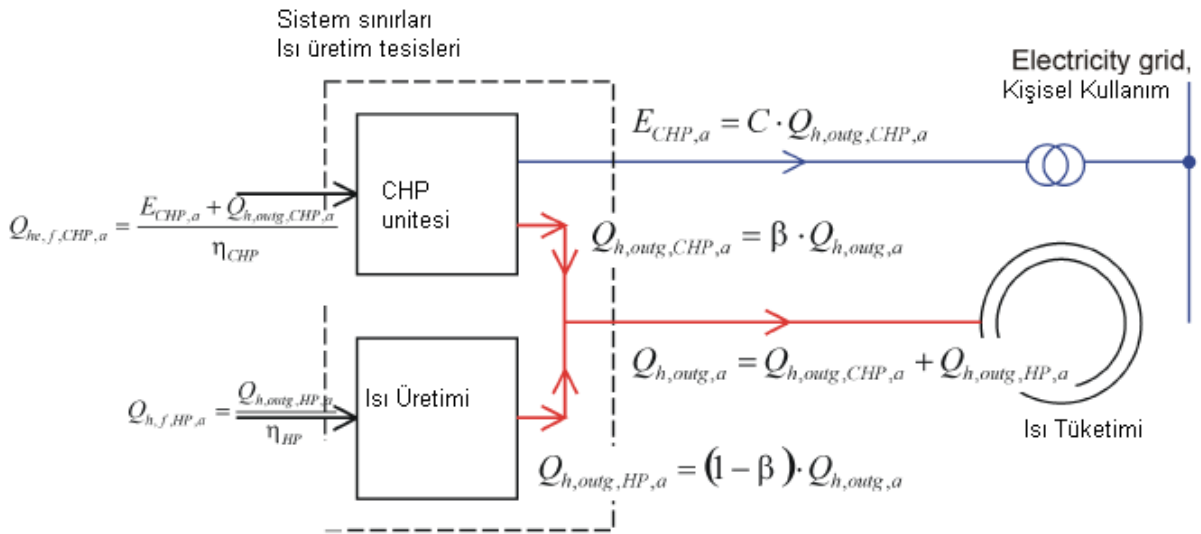 Sistem sınırları
Isı üretim tesisleri
Electricity grid,
Kişisel Kullanım
E_{CHP,a} = C · Q_{h,outg,CHP,a}
CHP
unitesi
Q_{he,f,CHP,a} = \frac{E_{CHP,a} + Q_{h,outg,CHP,a}}{η_{CHP}}
Q_{h,outg,CHP,a} = β · Q_{h,outg,a}
Q_{h,outg,a} = Q_{h,outg,CHP,a} + Q_{h,outg,HP,a}
Isı Üretimi
Q_{h,f,HP,a} = \frac{Q_{h,outg,HP,a}}{η_{HP}}
Isı Tüketimi
Q_{h,outg,HP,a} = (1 − β) · Q_{h,outg,a}